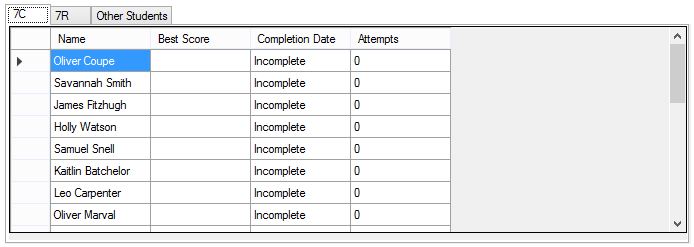 7C 7R Other Students
Name Best Score Completion Date Attempts
Oliver Coupe Incomplete 0
Savannah Smith Incomplete 0
James Fitzhugh Incomplete 0
Holly Watson Incomplete 0
Samuel Snell Incomplete 0
Kaitlin Batchelor Incomplete 0
Leo Carpenter Incomplete 0
Oliver Marval Incomplete 0